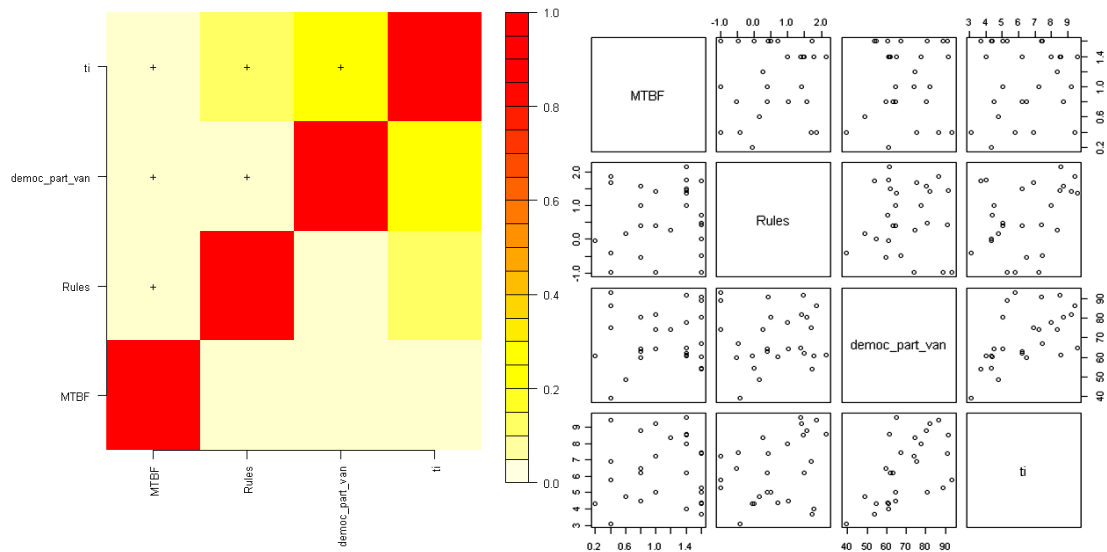 ti
democ_part_van
Rules
MTBF
MTBF
Rules
democ_part_van
ti
+ + +
+ +
+
1.0
0.8
0.6
0.4
0.2
0.0
-1.0 0.0 1.0 2.0
3 4 5 6 7 8 9
MTBF
0.2 0.6 1.0 1.4
-1.0 0.0 1.0 2.0
Rules
democ_part_van
40 50 60 70 80 90
3 4 5 6 7 8 9
ti
0.2 0.6 1.0 1.4
40 50 60 70 80 90